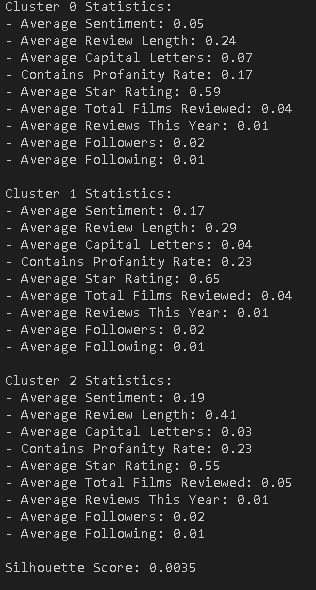 Cluster 0 Statistics:
- Average Sentiment: 0.05
- Average Review Length: 0.24
- Average Capital Letters: 0.07
- Contains Profanity Rate: 0.17
- Average Star Rating: 0.59
- Average Total Films Reviewed: 0.04
- Average Reviews This Year: 0.01
- Average Followers: 0.02
- Average Following: 0.01

Cluster 1 Statistics:
- Average Sentiment: 0.17
- Average Review Length: 0.29
- Average Capital Letters: 0.04
- Contains Profanity Rate: 0.23
- Average Star Rating: 0.65
- Average Total Films Reviewed: 0.04
- Average Reviews This Year: 0.01
- Average Followers: 0.02
- Average Following: 0.01

Cluster 2 Statistics:
- Average Sentiment: 0.19
- Average Review Length: 0.41
- Average Capital Letters: 0.03
- Contains Profanity Rate: 0.23
- Average Star Rating: 0.55
- Average Total Films Reviewed: 0.05
- Average Reviews This Year: 0.01
- Average Followers: 0.02
- Average Following: 0.01

Silhouette Score: 0.0035